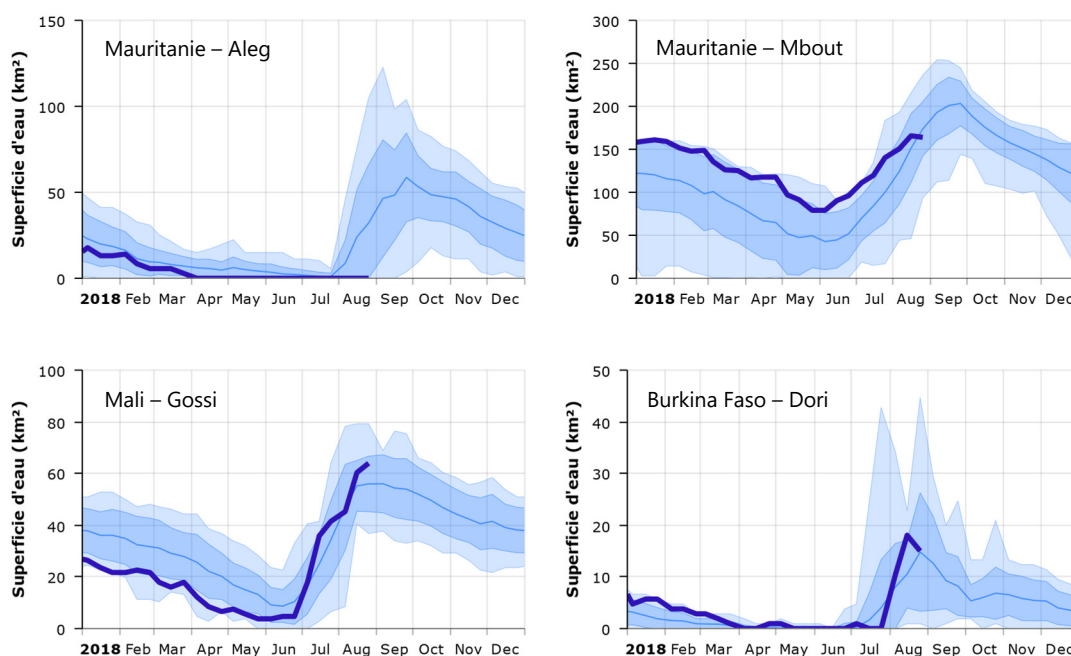 Mauritanie – Aleg
Superficie d'eau (km²)
150
100
50
0
2018 Feb Mar Apr May Jun Jul Aug Sep Oct Nov Dec
Mauritanie – Mbout
Superficie d'eau (km²)
300
250
200
150
100
50
0
2018 Feb Mar Apr May Jun Jul Aug Sep Oct Nov Dec
Mali – Gossi
Superficie d'eau (km²)
100
80
60
40
20
0
2018 Feb Mar Apr May Jun Jul Aug Sep Oct Nov Dec
Burkina Faso – Dori
Superficie d'eau (km²)
50
40
30
20
10
0
2018 Feb Mar Apr May Jun Jul Aug Sep Oct Nov Dec